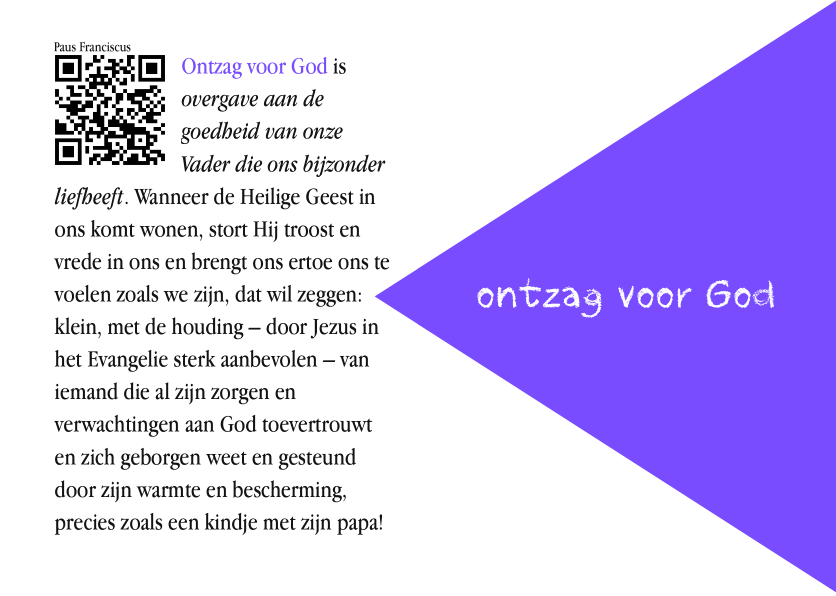 Paus Franciscus
Ontzag voor God is
overgave aan de
goedheid van onze
Vader die ons bijzonder
liefheeft. Wanneer de Heilige Geest in
ons komt wonen, stort Hij troost en
vrede in ons en brengt ons ertoe ons te
voelen zoals we zijn, dat wil zeggen:
klein, met de houding – door Jezus in
het Evangelie sterk aanbevolen – van
iemand die al zijn zorgen en
verwachtingen aan God toevertrouwt
en zich geborgen weet en gesteund
door zijn warmte en bescherming,
precies zoals een kindje met zijn papa!
ontzag voor God